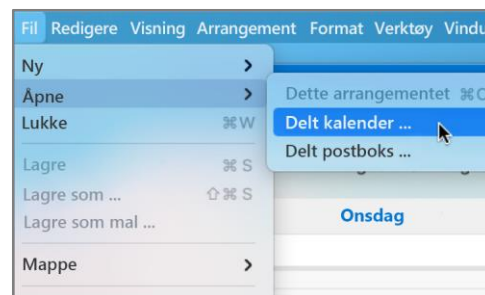 Fil Redigere Visning Arrangement Format Verktøy
Ny
Åpne
Dette arrangementet ⌘
Lukke ⌘ W
Delt kalender ...
Delt postboks ...
Lagre ⌘ S
Lagre som ... ⇧ ⌘ S
Lagre som mal ...
Onsdag
Mappe